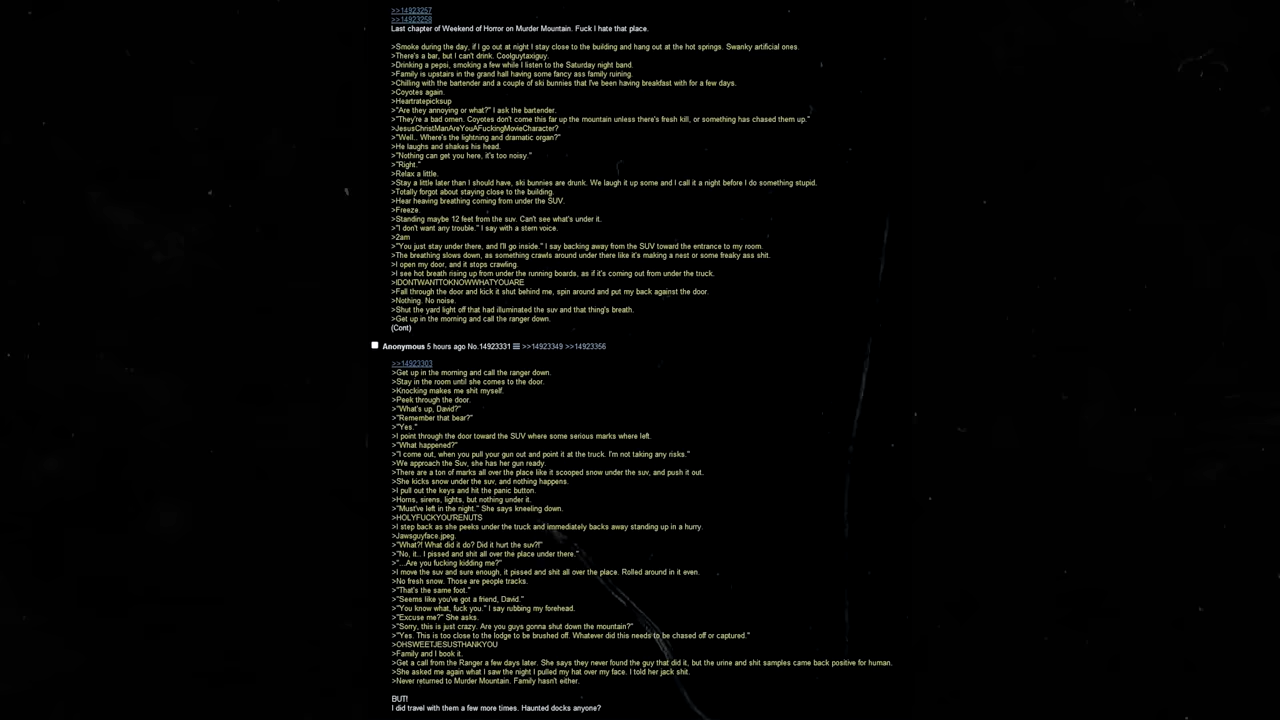 >>14923257
>>14923258
Last chapter of Weekend of Horror on Murder Mountain. Fuck I hate that place.
>Smoke during the day, if I go out at night I stay close to the building and hang out at the hot springs. Swanky artificial ones.
>There's a bar, but I can't drink. Coolguytaxiguy.
>Drinking a pepsi, smoking a few while I listen to the Saturday night band.
>Family is upstairs in the grand hall having some fancy ass family ruining.
>Chilling with the bartender and a couple of ski bunnies that I've been having breakfast with for a few days.
>Coyotes again.
>Heartratepicksup
>"Are they annoying or what?" I ask the bartender.
>"They're a bad omen. Coyotes don't come this far up the mountain unless there's fresh kill, or something has chased them up."
>JesusChristManAreYouAFuckingMovieCharacter?
>"Well.. Where's the lightning and dramatic organ?"
>He laughs and shakes his head.
>"Nothing can get you here, it's too noisy."
>"Right."
>Relax a little.
>Stay a little later than I should have, ski bunnies are drunk. We laugh it up some and I call it a night before I do something stupid.
>Totally forgot about staying close to the building.
>Hear heaving breathing coming from under the SUV.
>Freeze.
>Standing maybe 12 feet from the suv. Can't see what's under it.
>"I don't want any trouble." I say with a stern voice.
>2am
>"You just stay under there, and I'll go inside." I say backing away from the SUV toward the entrance to my room.
>The breathing slows down, as something crawls around under there like it's making a nest or some freaky ass shit.
>I open my door, and it stops crawling.
>I see hot breath rising up from under the running boards, as if it's coming out from under the truck.
>IDONTWANTTOKNOWWHATYOUARE
>Fall through the door and kick it shut behind me, spin around and put my back against the door.
>Nothing. No noise.
>Shut the yard light off that had illuminated the suv and that thing's breath.
>Get up in the morning and call the ranger down.
(Cont)
Anonymous 5 hours ago No.14923331 >>14923349 >>14923356
>>14923303
>Get up in the morning and call the ranger down.
>Stay in the room until she comes to the door.
>Knocking makes me shit myself.
>Peek through the door.
>"What's up, David?"
>"Remember that bear?"
>"Yes."
>I point through the door toward the SUV where some serious marks where left.
>"What happened?"
>"I come out, when you pull your gun out and point it at the truck. I'm not taking any risks."
>We approach the Suv, she has her gun ready.
>There are a ton of marks all over the place like it scooped snow under the suv, and push it out.
>She kicks snow under the suv, and nothing happens.
>I pull out the keys and hit the panic button.
>Horns, sirens, lights, but nothing under it.
>"Must've left in the night." She says kneeling down.
>HOLYFUCKYOU'RENUTS
>I step back as she peeks under the truck and immediately backs away standing up in a hurry.
>Jawsguyface.jpeg.
>"What?! What did it do? Did it hurt the suv?!"
>"No, it.. I pissed and shit all over the place under there."
>"...Are you fucking kidding me?"
>I move the suv and sure enough, it pissed and shit all over the place. Rolled around in it even.
>No fresh snow. Those are people tracks.
>"That's the same foot."
>"Seems like you've got a friend, David."
>"You know what, fuck you." I say rubbing my forehead.
>"Excuse me?" She asks.
>"Sorry, this is just crazy. Are you guys gonna shut down the mountain?"
>"Yes. This is too close to the lodge to be brushed off. Whatever did this needs to be chased off or captured."
>OHSWEETJESUSTHANKYOU
>Family and I book it.
>Get a call from the Ranger a few days later. She says they never found the guy that did it, but the urine and shit samples came back positive for human.
>She asked me again what I saw the night I pulled my hat over my face. I told her jack shit.
>Never returned to Murder Mountain. Family hasn't either.
BUT!
I did travel with them a few more times. Haunted docks anyone?